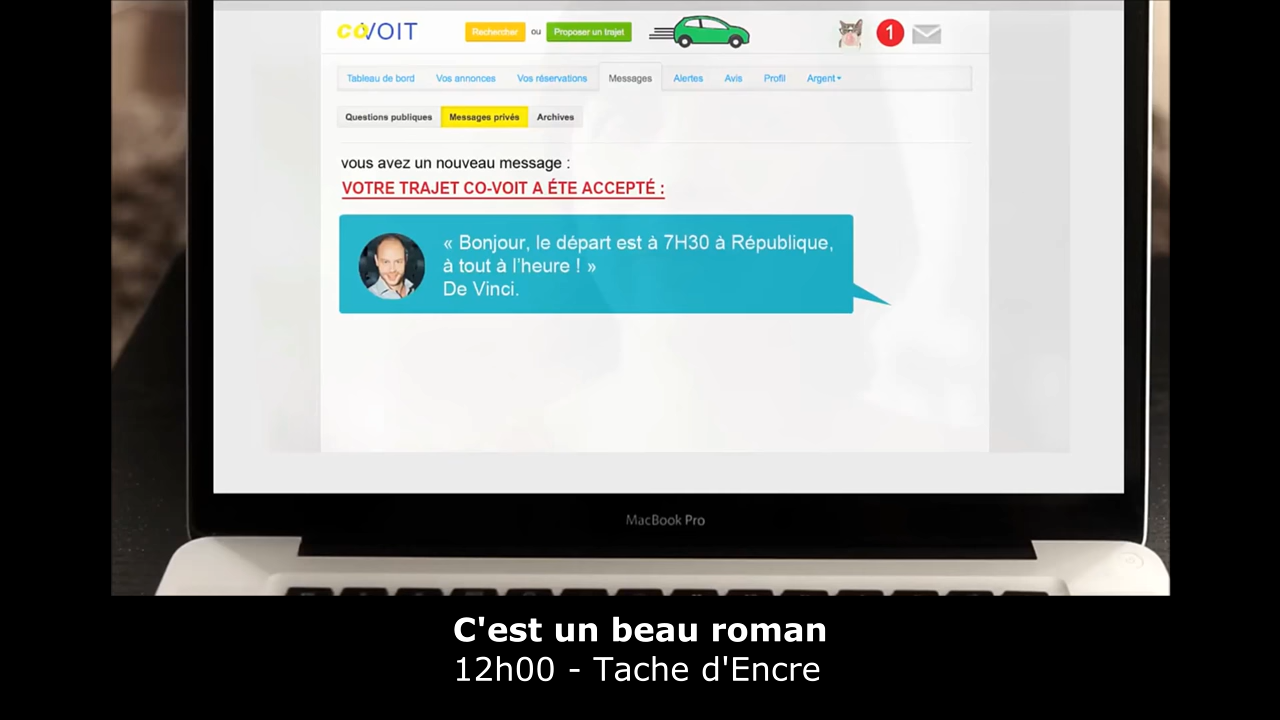 co VOIT
Rechercher ou Proposer un trajet
1
Tableau de bord Vos annonces Vos réservations Messages Alertes Avis Profil Argent
Questions publiques Messages privés Archives
vous avez un nouveau message :
VOTRE TRAJET CO-VOIT A ÉTE ACCEPTÉ :
« Bonjour, le départ est à 7H30 à République,
à tout à l'heure ! »
De Vinci.
MacBook Pro
C'est un beau roman
12h00 - Tache d'Encre